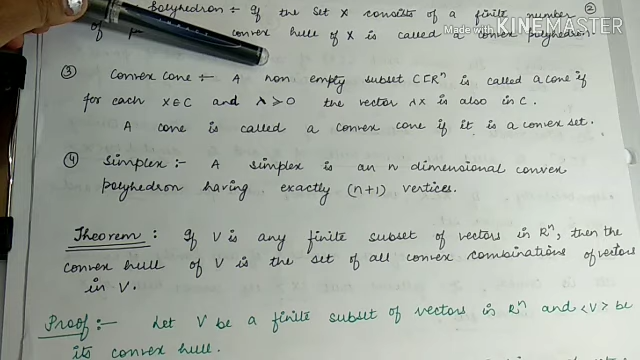 Polyhedron :- If the set X consists of a finite number ②
of convex hull of X is called a convex polyhedron
Made With KINEMASTER
③ Convex cone :- A non empty subset C⊏Rⁿ is called a cone if
for each X∈C and λ⩾0 the vector λX is also in C.
A cone is called a convex cone if it is a convex set.
④ Simplex :- A simplex is an n dimensional convex
polyhedron having exactly (n+1) vertices.
Theorem : If V is any finite subset of vectors in Rⁿ, then the
convex hull of V is the set of all convex combinations of vectors
in V.
Proof :- Let V be a finite subset of vectors in Rⁿ and <V> be
its convex hull.